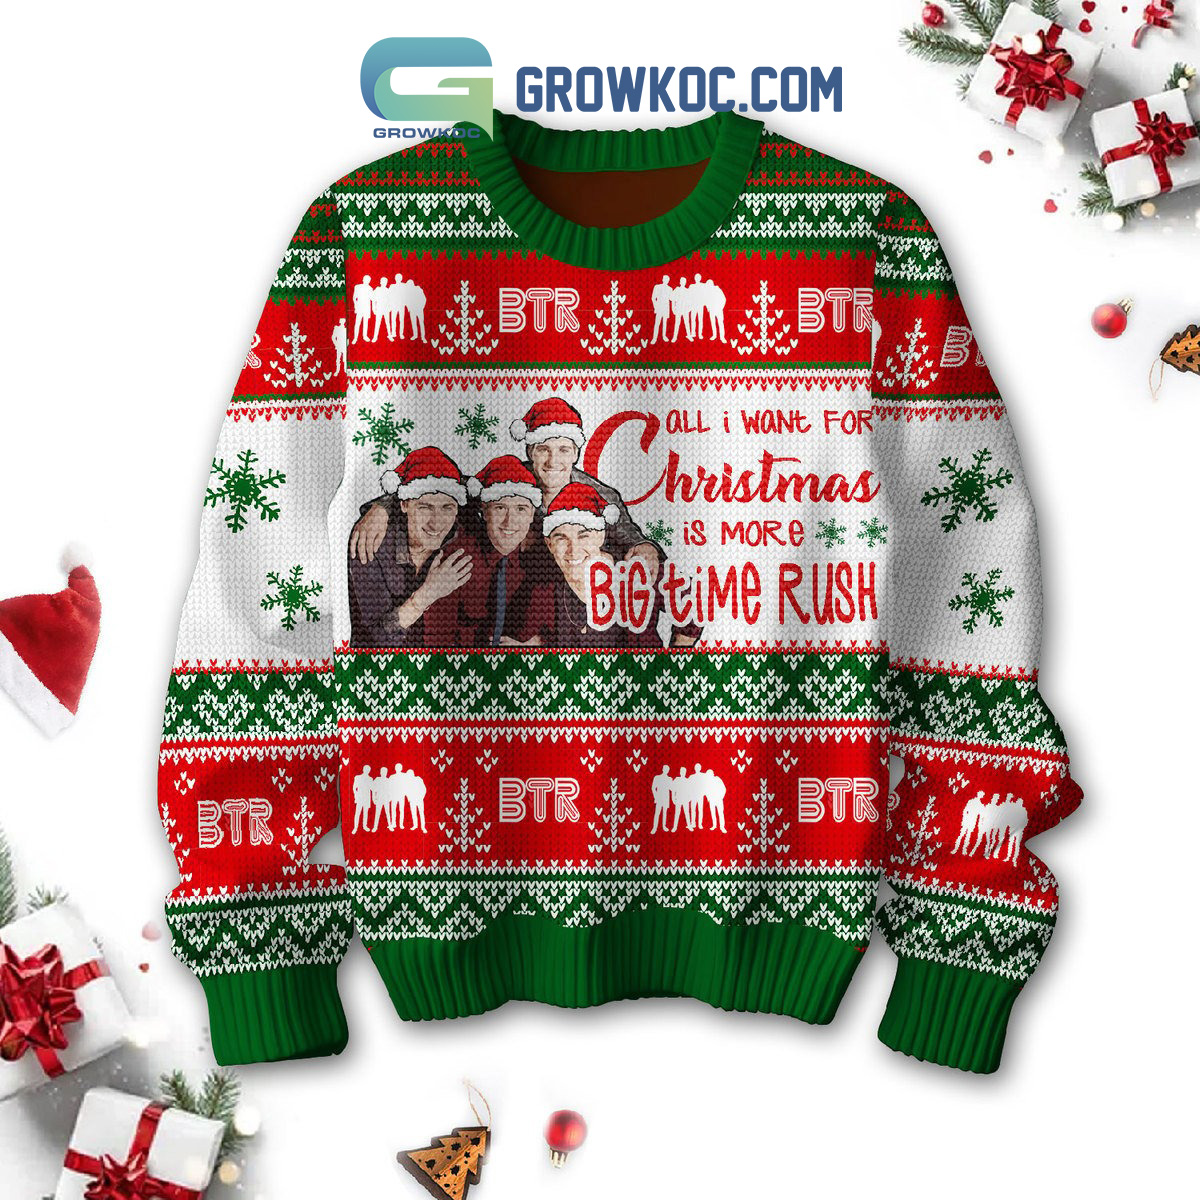 GROWKOC
GROWKOC.COM
BTR BTR
B
ALL i WANT FOR
Christmas
is MORE
BiG tiME RUSH
BTR BTR BTR